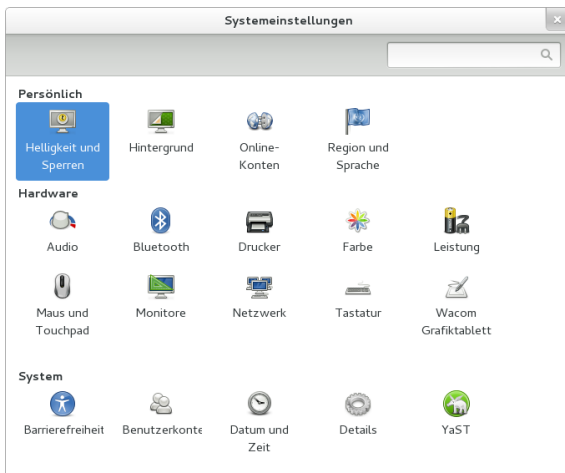 Systemeinstellungen
Persönlich
Helligkeit und
Sperren
Hintergrund
Online-
Konten
Region und
Sprache
Hardware
Audio
Bluetooth
Drucker
Farbe
Leistung
Maus und
Touchpad
Monitore
Netzwerk
Tastatur
Wacom
Grafiktablett
System
Barrierefreiheit
Benutzerkonte
Datum und
Zeit
Details
YaST